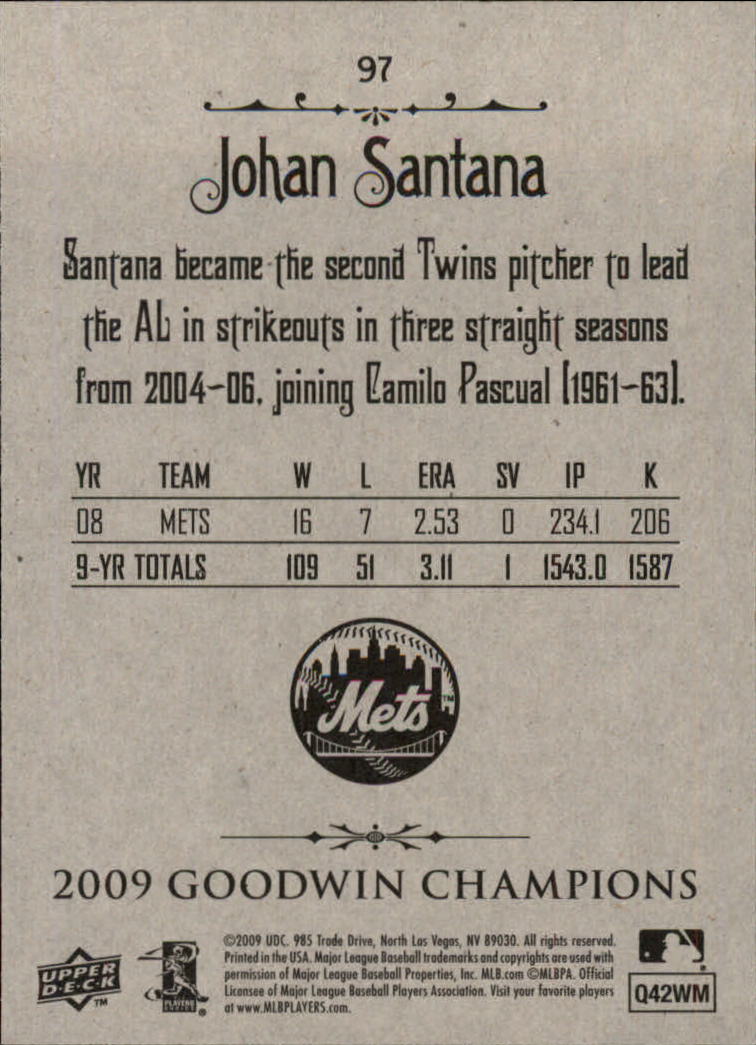 97
Johan Santana
Santana became the second Twins pitcher to lead
the AL in strikeouts in three straight seasons
from 2004-06, joining Camilo Pascual (1961-63).
YR TEAM W L ERA SV IP K
08 METS 16 7 2.53 0 234.1 206
9-YR TOTALS 109 51 3.11 1 1543.0 1587
Mets TM
2009 GOODWIN CHAMPIONS
©2009 UDC. 985 Trade Drive, North Las Vegas, NV 89030. All rights reserved.
Printed in the USA. Major League Baseball trademarks and copyrights are used with
permission of Major League Baseball Properties, Inc. MLB.com ©MLBPA. Official
Licensee of Major League Baseball Players Association. Visit your favorite players
at www.MLBPLAYERS.com.
UPPER
D·E·C·K
TM
PLAYERS
CHOICE
®
Q42WM